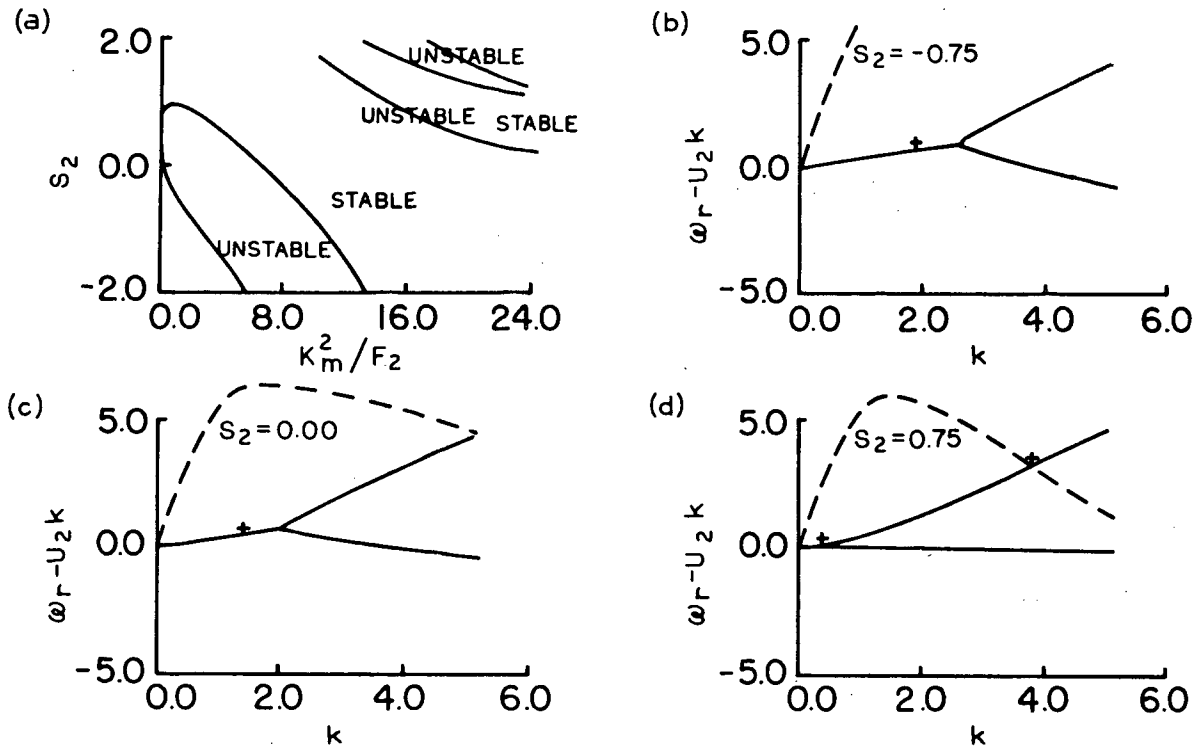 (a)
2.0
0.0
-2.0
S₂
UNSTABLE
UNSTABLE
STABLE
STABLE
UNSTABLE
0.0 8.0 16.0 24.0
K²ₘ/F₂
(b)
5.0
0.0
-5.0
ωᵣ-U₂k
S₂ = -0.75
0.0 2.0 4.0 6.0
k
(c)
5.0
0.0
-5.0
ωᵣ-U₂k
S₂ = 0.00
0.0 2.0 4.0 6.0
k
(d)
5.0
0.0
-5.0
ωᵣ-U₂k
S₂ = 0.75
0.0 2.0 4.0 6.0
k